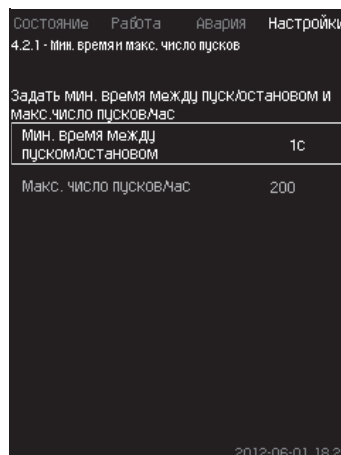 Состояние Работа Авария Настройки
4.2.1 - Мин. время и макс. число пусков
Задать мин. время между пуск/остановом и
макс.число пусков/час
Мин. время между 1с
пуском/остановом
Макс. число пусков/час 200
2012-06-01 18:2